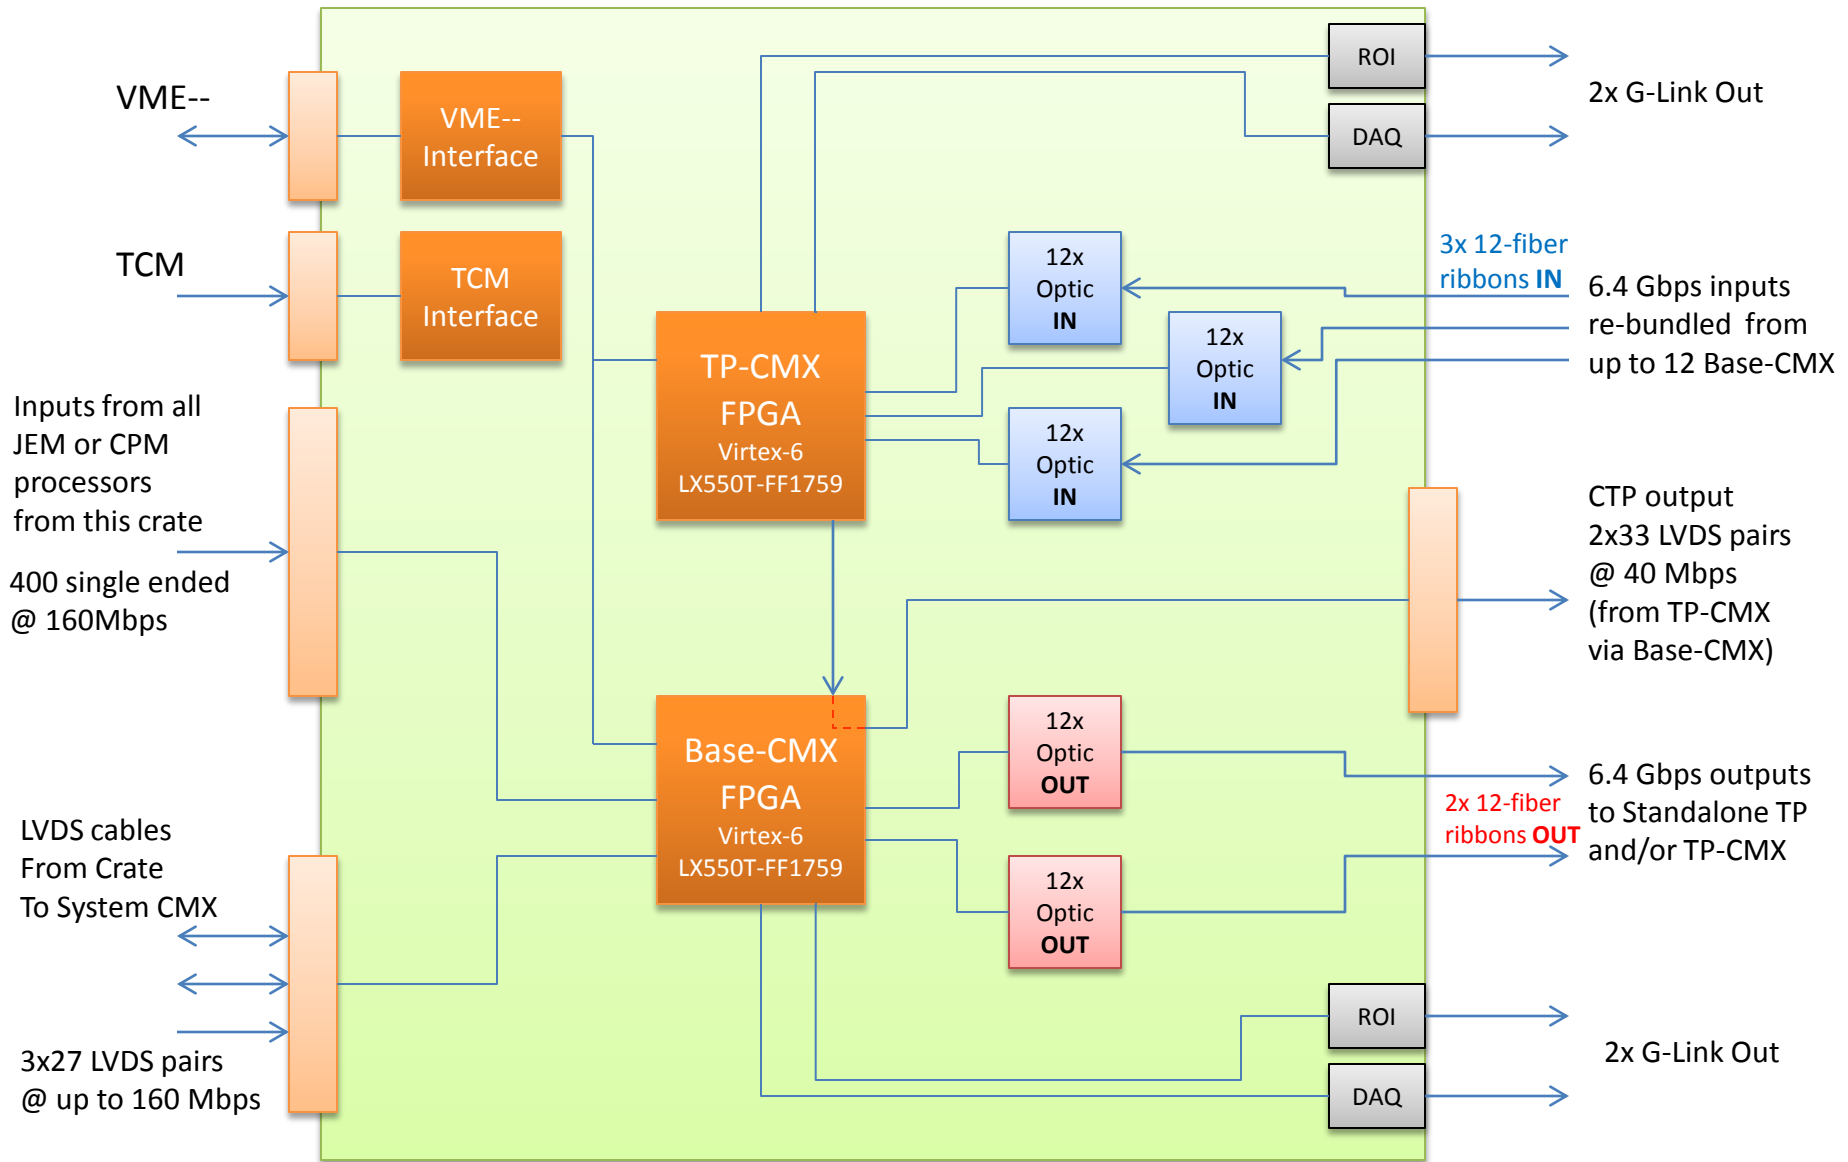 VME--
TCM
Inputs from all
JEM or CPM
processors
from this crate
400 single ended
@ 160Mbps
LVDS cables
From Crate
To System CMX
3x27 LVDS pairs
@ up to 160 Mbps
VME--
Interface
TCM
Interface
TP-CMX
FPGA
Virtex-6
LX550T-FF1759
Base-CMX
FPGA
Virtex-6
LX550T-FF1759
12x
Optic
IN
12x
Optic
IN
12x
Optic
IN
12x
Optic
OUT
12x
Optic
OUT
ROI
DAQ
2x G-Link Out
3x 12-fiber
ribbons IN
6.4 Gbps inputs
re-bundled from
up to 12 Base-CMX
CTP output
2x33 LVDS pairs
@ 40 Mbps
(from TP-CMX
via Base-CMX)
2x 12-fiber
ribbons OUT
6.4 Gbps outputs
to Standalone TP
and/or TP-CMX
ROI
DAQ
2x G-Link Out